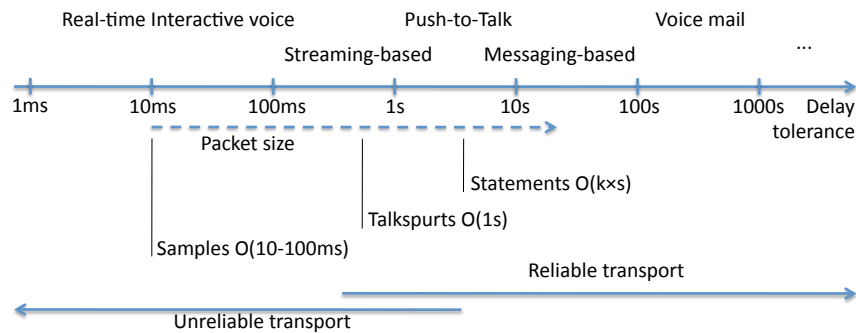 Real-time Interactive voice
Push-to-Talk
Voice mail
Streaming-based
Messaging-based
...
1ms
10ms
100ms
1s
10s
100s
1000s
Delay
tolerance
Packet size
Statements O(k×s)
Talkspurts O(1s)
Samples O(10-100ms)
Reliable transport
Unreliable transport